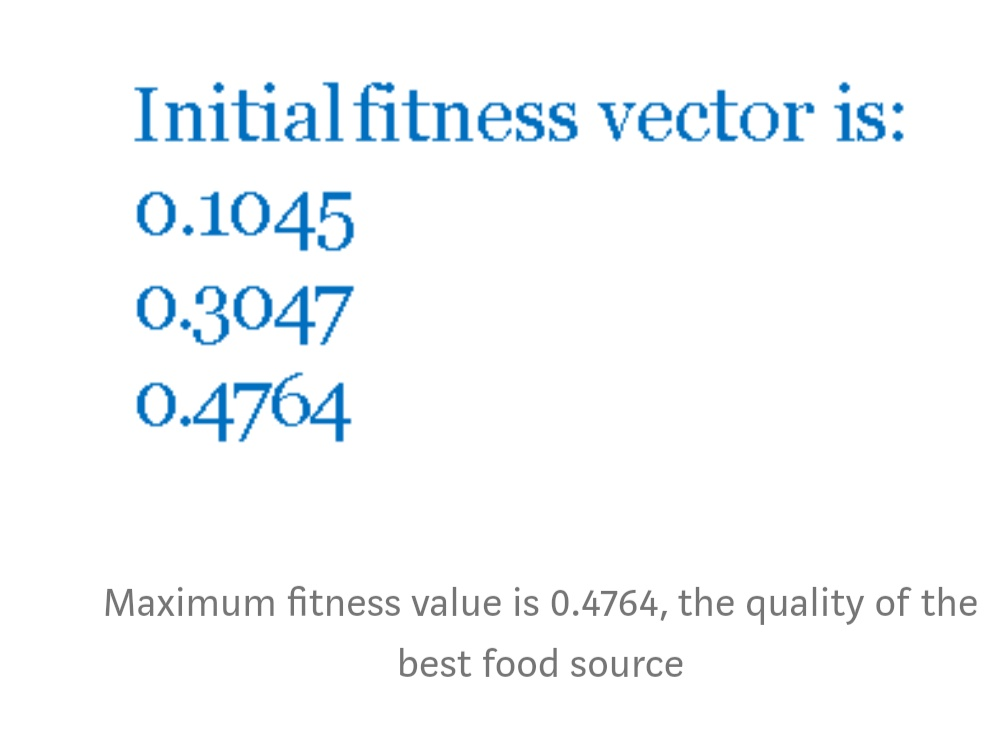 Initial fitness vector is:
0.1045
0.3047
0.4764
Maximum fitness value is 0.4764, the quality of the
best food source